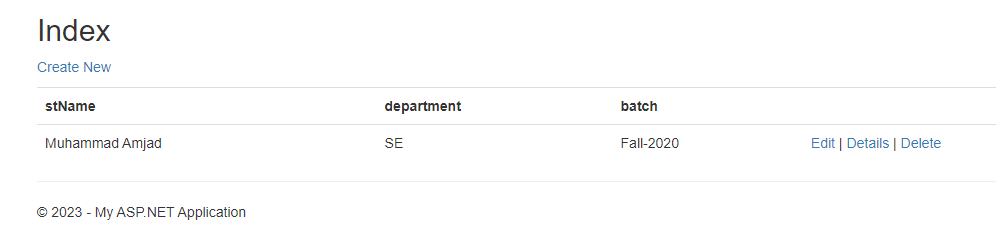 Index
Create New
stName department batch
Muhammad Amjad SE Fall-2020 Edit | Details | Delete
© 2023 - My ASP.NET Application